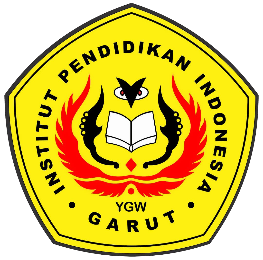 INSTITUT PENDIDIKAN INDONESIA
YGW
• GARUT •